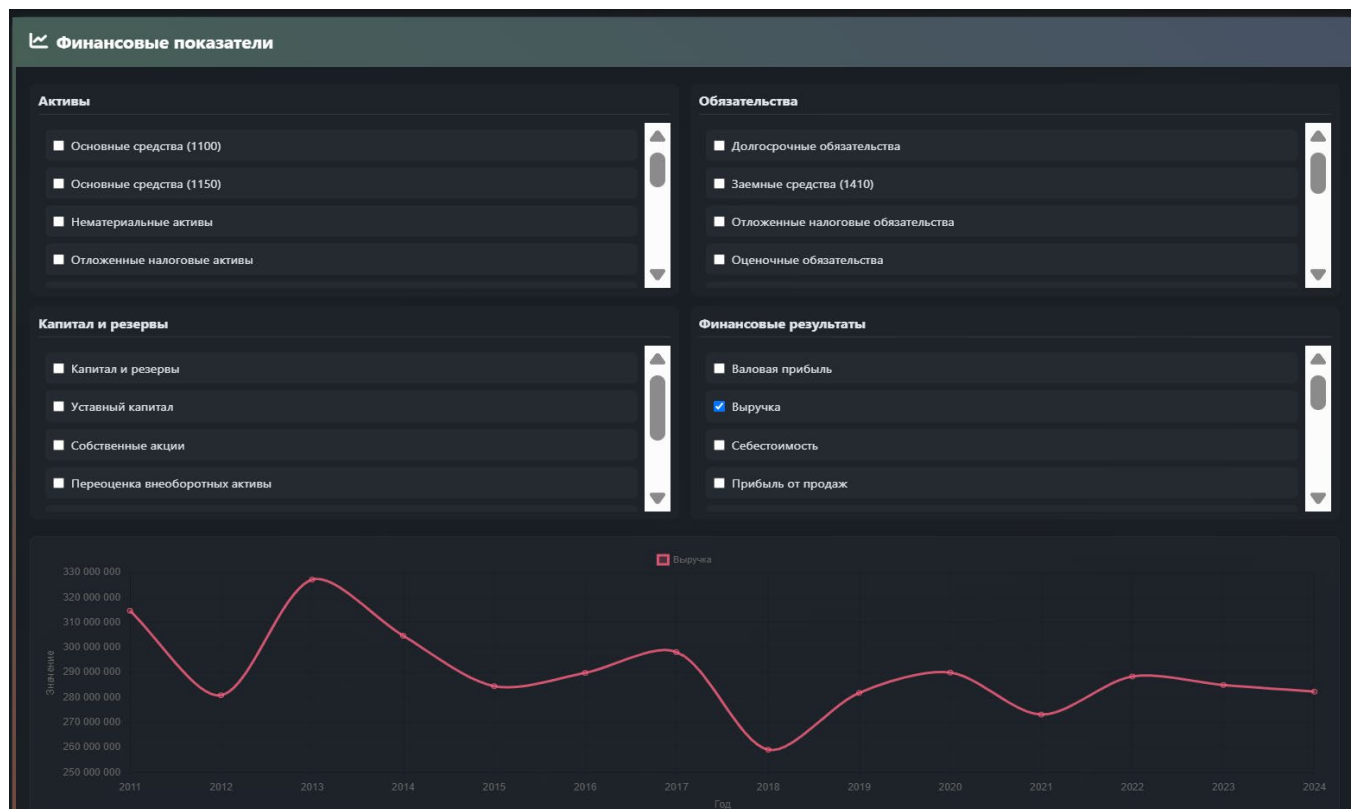 Финансовые показатели
Активы
Основные средства (1100)
Основные средства (1150)
Нематериальные активы
Отложенные налоговые активы
Обязательства
Долгосрочные обязательства
Заемные средства (1410)
Отложенные налоговые обязательства
Оценочные обязательства
Капитал и резервы
Капитал и резервы
Уставный капитал
Собственные акции
Переоценка внеоборотных активы
Финансовые результаты
Валовая прибыль
Выручка
Себестоимость
Прибыль от продаж
Выручка
Значение
330 000 000
320 000 000
310 000 000
300 000 000
290 000 000
280 000 000
270 000 000
260 000 000
250 000 000
2011 2012 2013 2014 2015 2016 2017 2018 2019 2020 2021 2022 2023 2024
Год